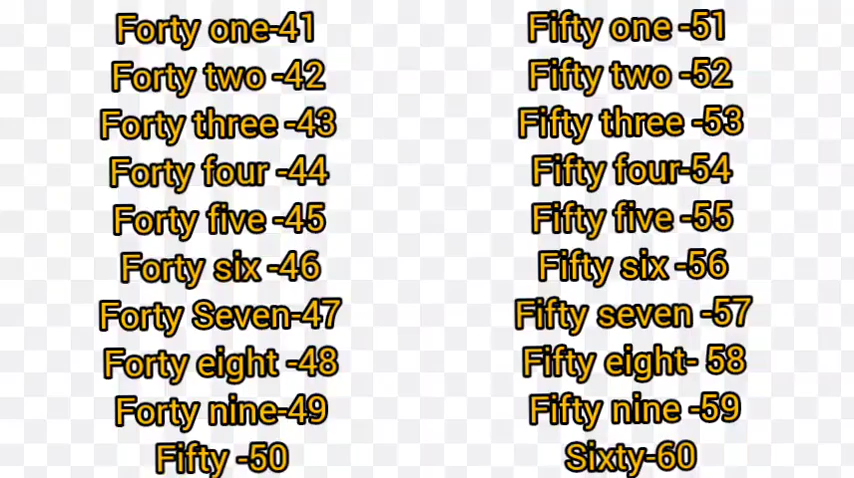 Forty one-41
Forty two -42
Forty three -43
Forty four -44
Forty five -45
Forty six -46
Forty Seven-47
Forty eight -48
Forty nine-49
Fifty -50
Fifty one -51
Fifty two -52
Fifty three -53
Fifty four-54
Fifty five -55
Fifty six -56
Fifty seven -57
Fifty eight- 58
Fifty nine -59
Sixty-60